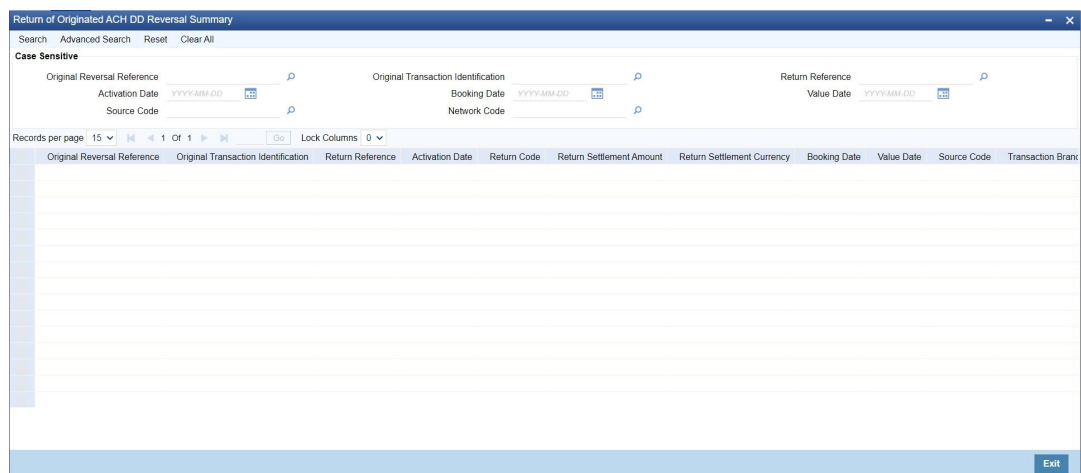 Return of Originated ACH DD Reversal Summary
Search Advanced Search Reset Clear All
Case Sensitive
Original Reversal Reference Original Transaction Identification Return Reference
Activation Date YYYY-MM-DD Booking Date YYYY-MM-DD Value Date YYYY-MM-DD
Source Code Network Code
Records per page 15 1 Of 1 Go Lock Columns 0
Original Reversal Reference Original Transaction Identification Return Reference Activation Date Return Code Return Settlement Amount Return Settlement Currency Booking Date Value Date Source Code Transaction Branc
Exit